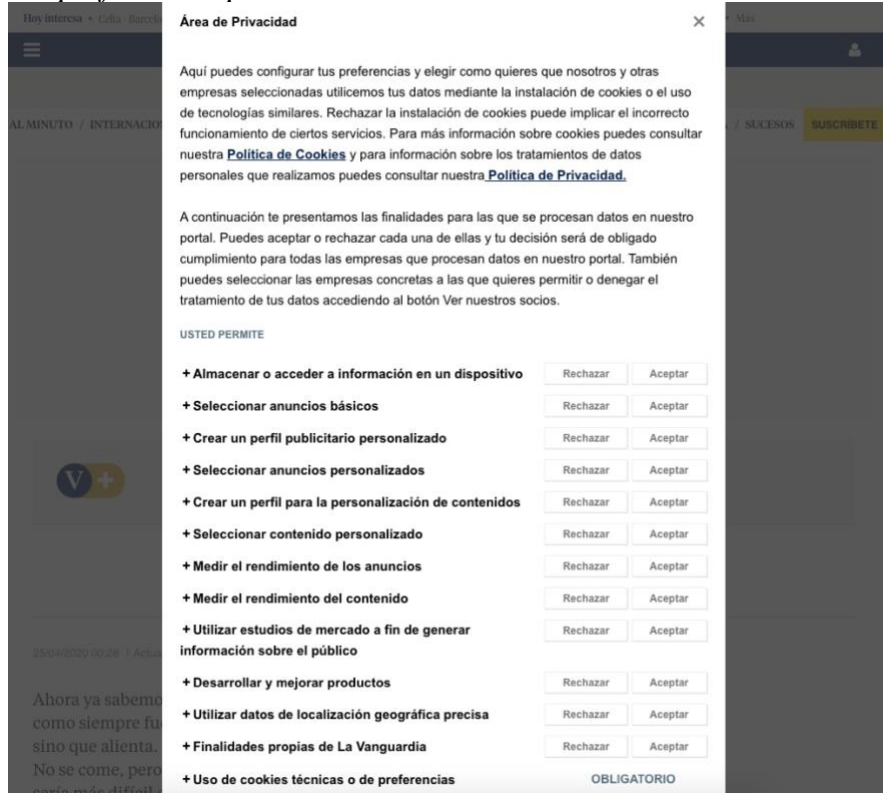 Hoy interesa • Celta - Barcel
Área de Privacidad
×
• Más
Aquí puedes configurar tus preferencias y elegir como quieres que nosotros y otras
empresas seleccionadas utilicemos tus datos mediante la instalación de cookies o el uso
de tecnologías similares. Rechazar la instalación de cookies puede implicar el incorrecto
funcionamiento de ciertos servicios. Para más información sobre cookies puedes consultar
nuestra Política de Cookies y para información sobre los tratamientos de datos
personales que realizamos puedes consultar nuestra Política de Privacidad.
AL MINUTO / INTERNACIO
/ SUCESOS SUSCRÍBETE
A continuación te presentamos las finalidades para las que se procesan datos en nuestro
portal. Puedes aceptar o rechazar cada una de ellas y tu decisión será de obligado
cumplimiento para todas las empresas que procesan datos en nuestro portal. También
puedes seleccionar las empresas concretas a las que quieres permitir o denegar el
tratamiento de tus datos accediendo al botón Ver nuestros socios.
USTED PERMITE
+ Almacenar o acceder a información en un dispositivo Rechazar Aceptar
+ Seleccionar anuncios básicos Rechazar Aceptar
+ Crear un perfil publicitario personalizado Rechazar Aceptar
+ Seleccionar anuncios personalizados Rechazar Aceptar
+ Crear un perfil para la personalización de contenidos Rechazar Aceptar
+ Seleccionar contenido personalizado Rechazar Aceptar
+ Medir el rendimiento de los anuncios Rechazar Aceptar
+ Medir el rendimiento del contenido Rechazar Aceptar
+ Utilizar estudios de mercado a fin de generar Rechazar Aceptar
información sobre el público
+ Desarrollar y mejorar productos Rechazar Aceptar
+ Utilizar datos de localización geográfica precisa Rechazar Aceptar
+ Finalidades propias de La Vanguardia Rechazar Aceptar
+ Uso de cookies técnicas o de preferencias OBLIGATORIO
V +
25/04/2020 00:28 | Actua
Ahora ya sabemo
como siempre fu
sino que alienta.
No se come, pero